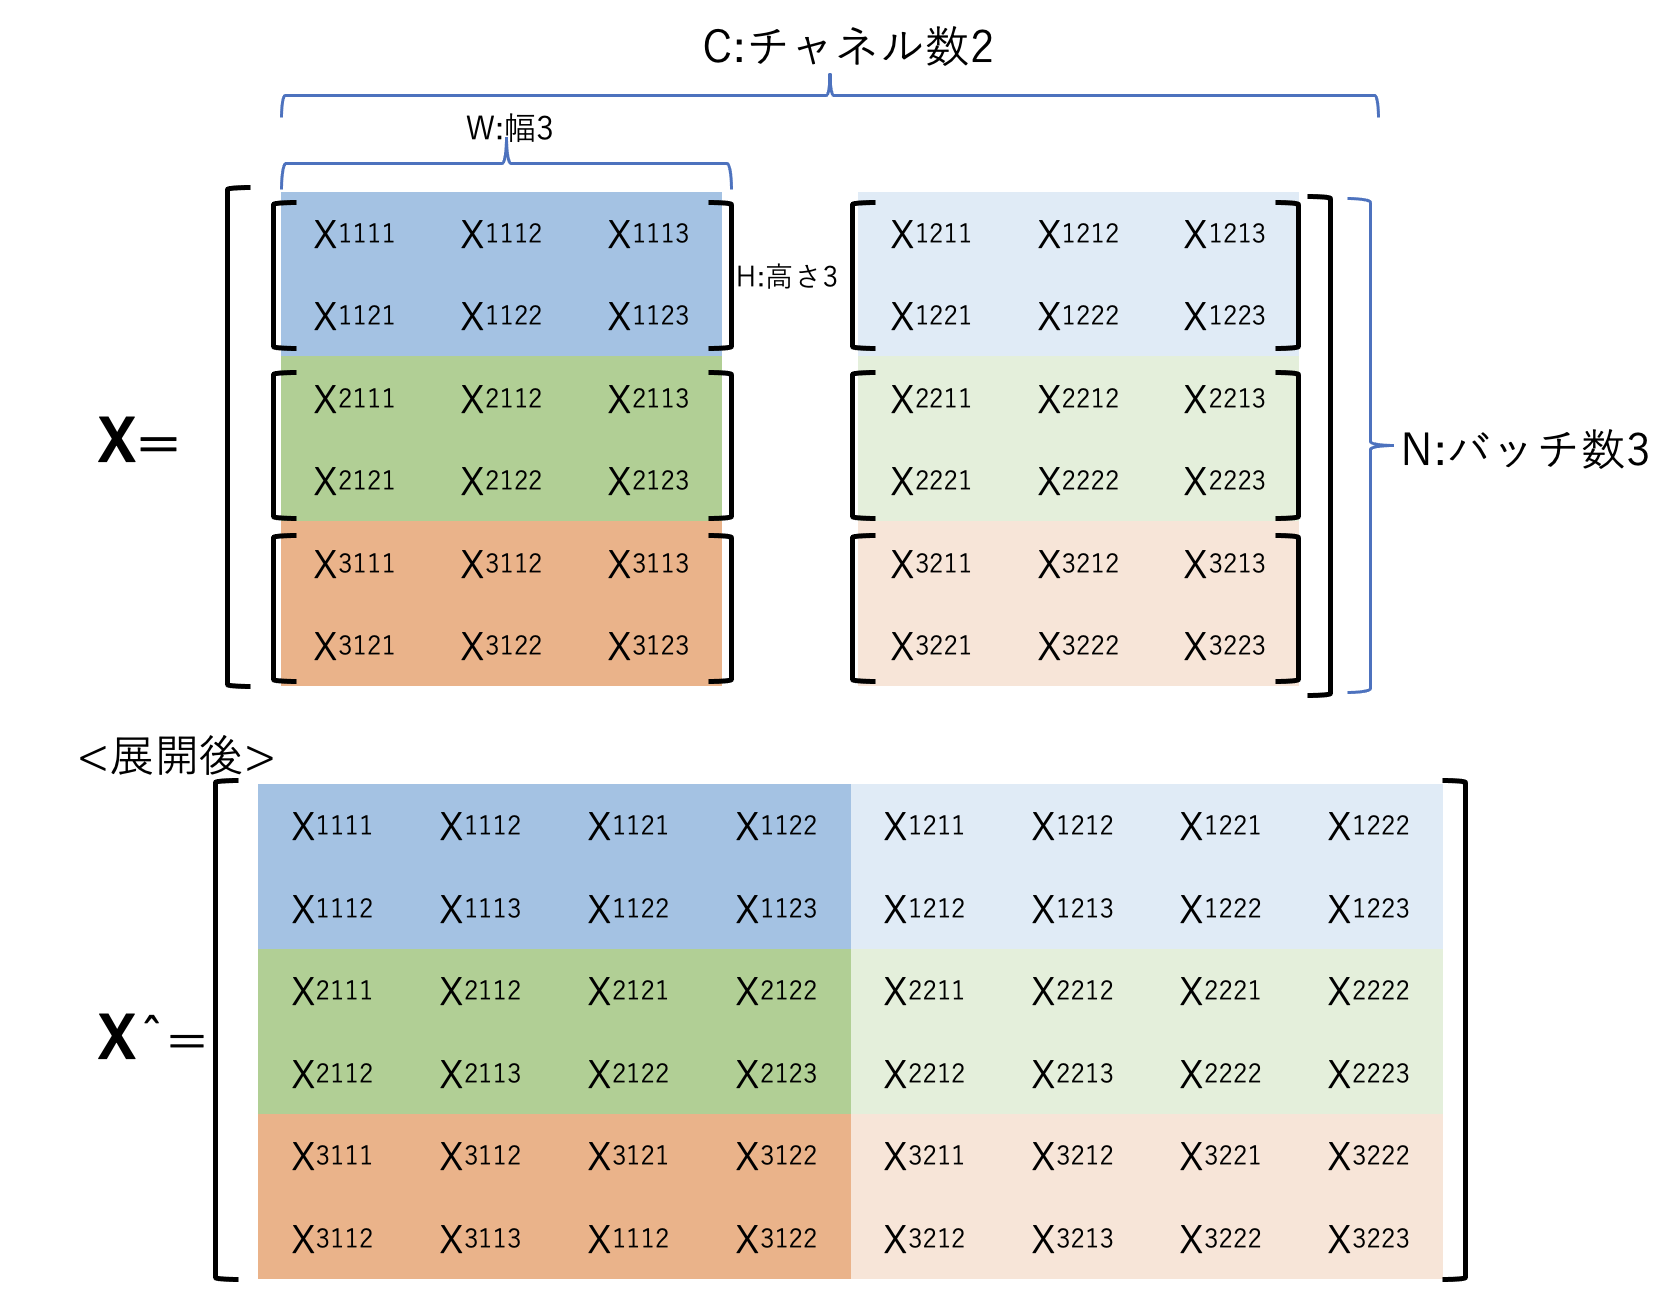 C:チャネル数2
W:幅3
X1111 X1112 X1113 X1211 X1212 X1213
H:高さ3
X1121 X1122 X1123 X1221 X1222 X1223
X2111 X2112 X2113 X2211 X2212 X2213
X=
N:バッチ数3
X2121 X2122 X2123 X2221 X2222 X2223
X3111 X3112 X3113 X3211 X3212 X3213
X3121 X3122 X3123 X3221 X3222 X3223
<展開後>
X1111 X1112 X1121 X1122 X1211 X1212 X1221 X1222
X1112 X1113 X1122 X1123 X1212 X1213 X1222 X1223
X2111 X2112 X2121 X2122 X2211 X2212 X2221 X2222
X^=
X2112 X2113 X2122 X2123 X2212 X2213 X2222 X2223
X3111 X3112 X3121 X3122 X3211 X3212 X3221 X3222
X3112 X3113 X1112 X3122 X3212 X3213 X3222 X3223